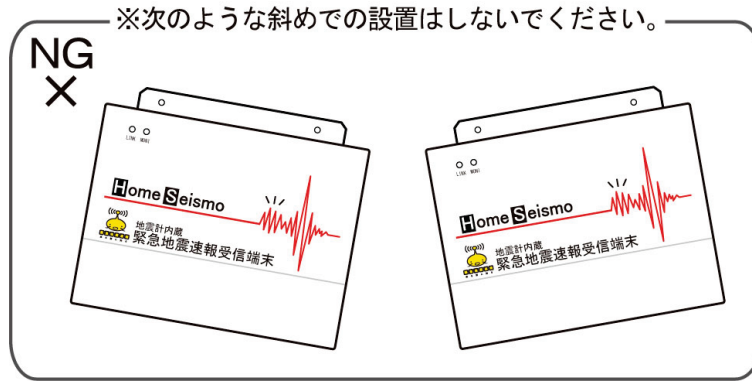 ※次のような斜めでの設置はしないでください。
NG
×
LINK MINI
Home Seismo
地震計内蔵
緊急地震速報受信端末
LINK MINI
Home Seismo
地震計内蔵
緊急地震速報受信端末